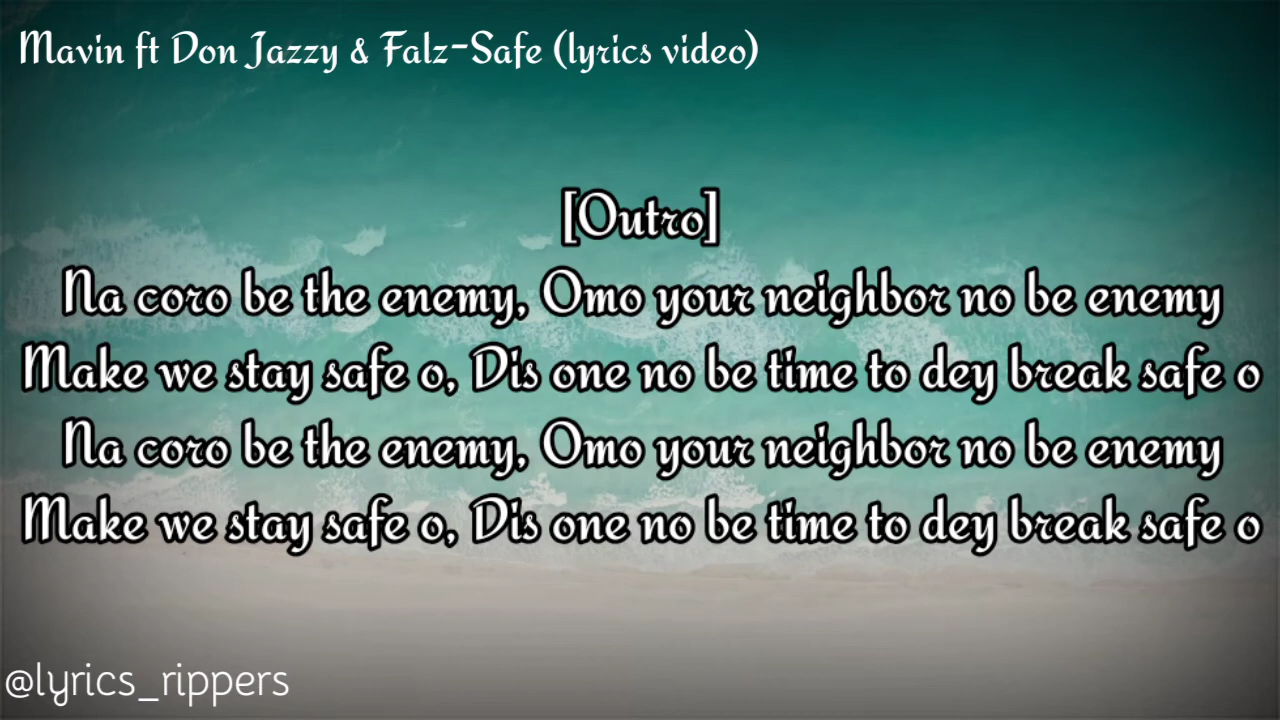 Mavin ft Don Jazzy & Falz-Safe (lyrics video)
[Outro]
Na coro be the enemy, Omo your neighbor no be enemy
Make we stay safe o, Dis one no be time to dey break safe o
Na coro be the enemy, Omo your neighbor no be enemy
Make we stay safe o, Dis one no be time to dey break safe o
@lyrics_rippers